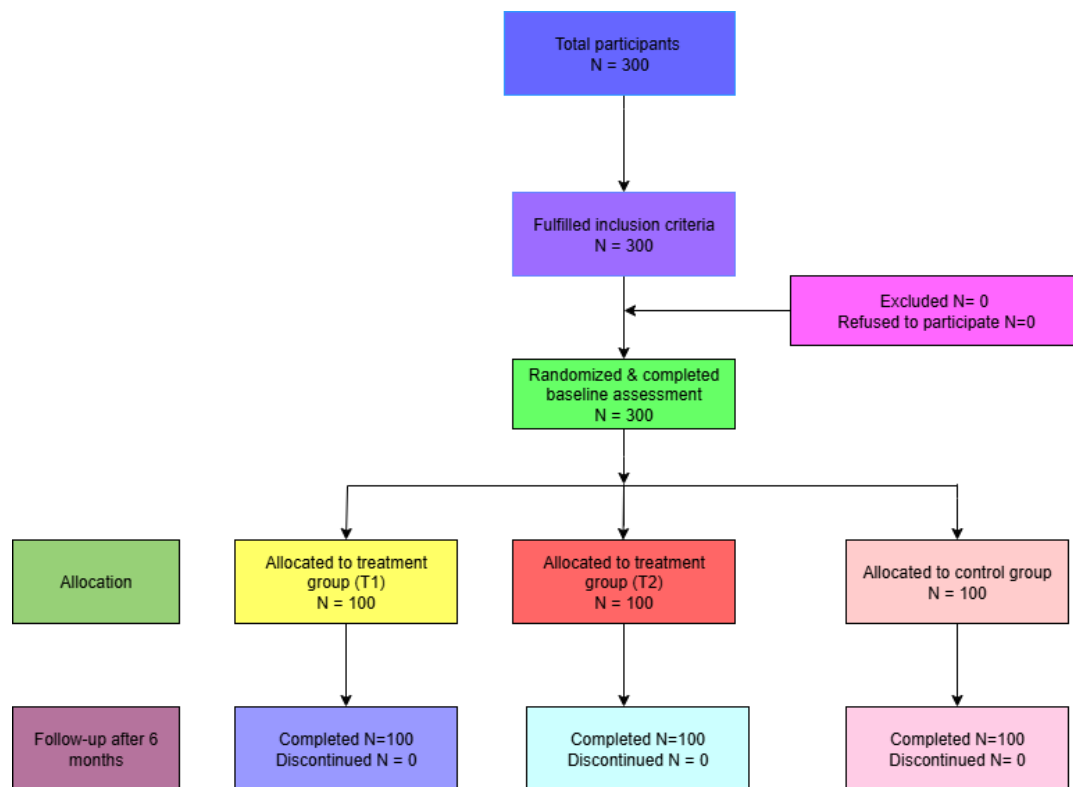 Total participants
N = 300
Fulfilled inclusion criteria
N = 300
Excluded N= 0
Refused to participate N=0
Randomized & completed
baseline assessment
N = 300
Allocation
Allocated to treatment
group (T1)
N = 100
Allocated to treatment
group (T2)
N = 100
Allocated to control group
N = 100
Follow-up after 6
months
Completed N=100
Discontinued N = 0
Completed N=100
Discontinued N = 0
Completed N=100
Discontinued N= 0